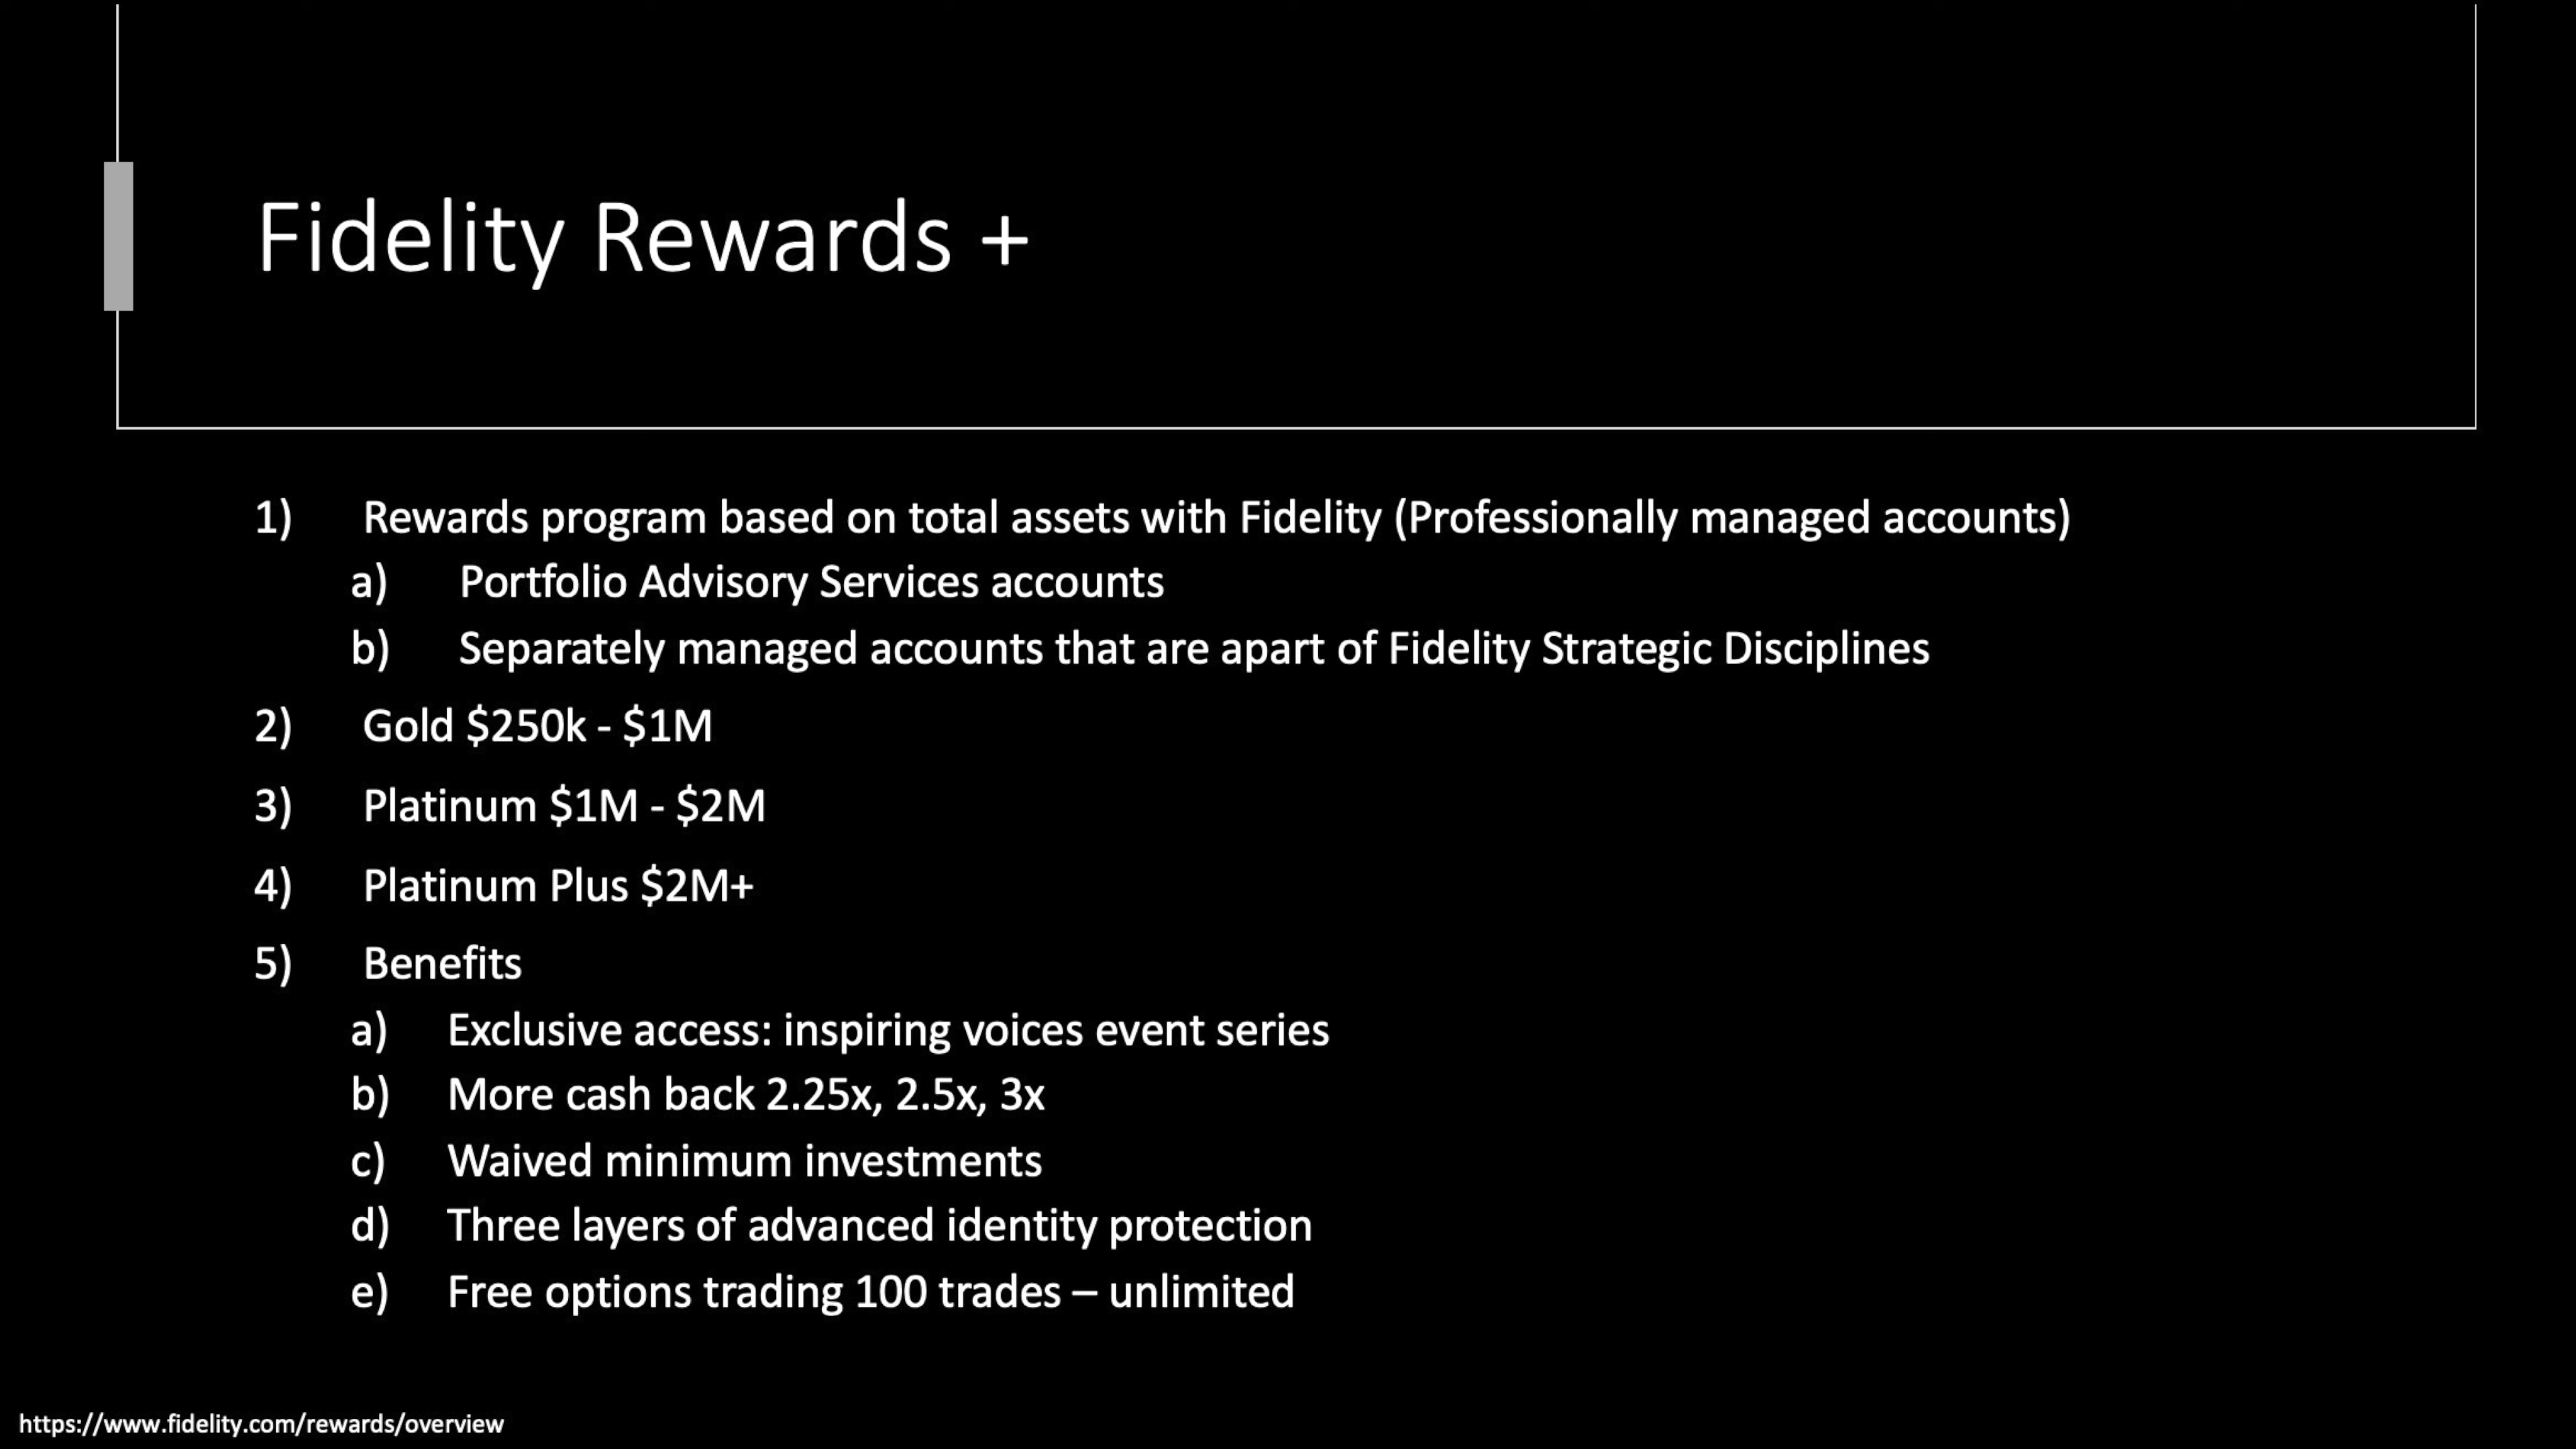 Fidelity Rewards +
1) Rewards program based on total assets with Fidelity (Professionally managed accounts)
a) Portfolio Advisory Services accounts
b) Separately managed accounts that are apart of Fidelity Strategic Disciplines
2) Gold $250k - $1M
3) Platinum $1M - $2M
4) Platinum Plus $2M+
5) Benefits
a) Exclusive access: inspiring voices event series
b) More cash back 2.25x, 2.5x, 3x
c) Waived minimum investments
d) Three layers of advanced identity protection
e) Free options trading 100 trades – unlimited
https://www.fidelity.com/rewards/overview